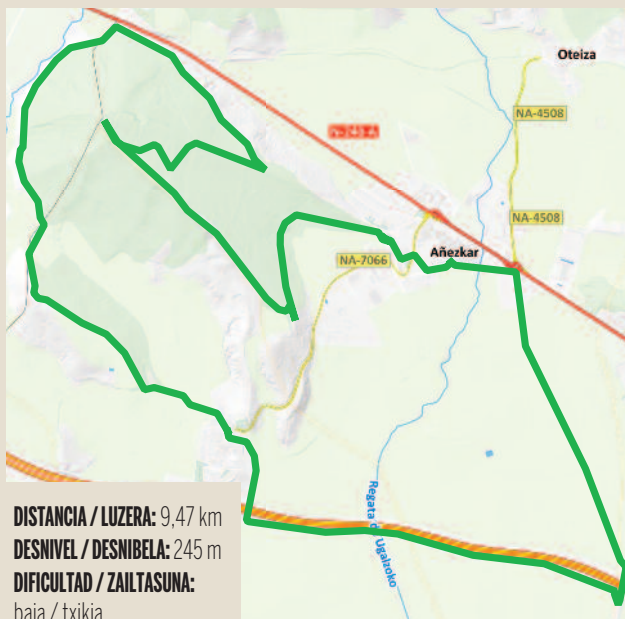 Oteiza
NA-4508
N-240-A
NA-4508
Añezkar
NA-7066
Regata de Ugalzoko
DISTANCIA / LUZERA: 9,47 km
DESNIVEL / DESNIBELA: 245 m
DIFICULTAD / ZAILTASUNA:
baja / txikia